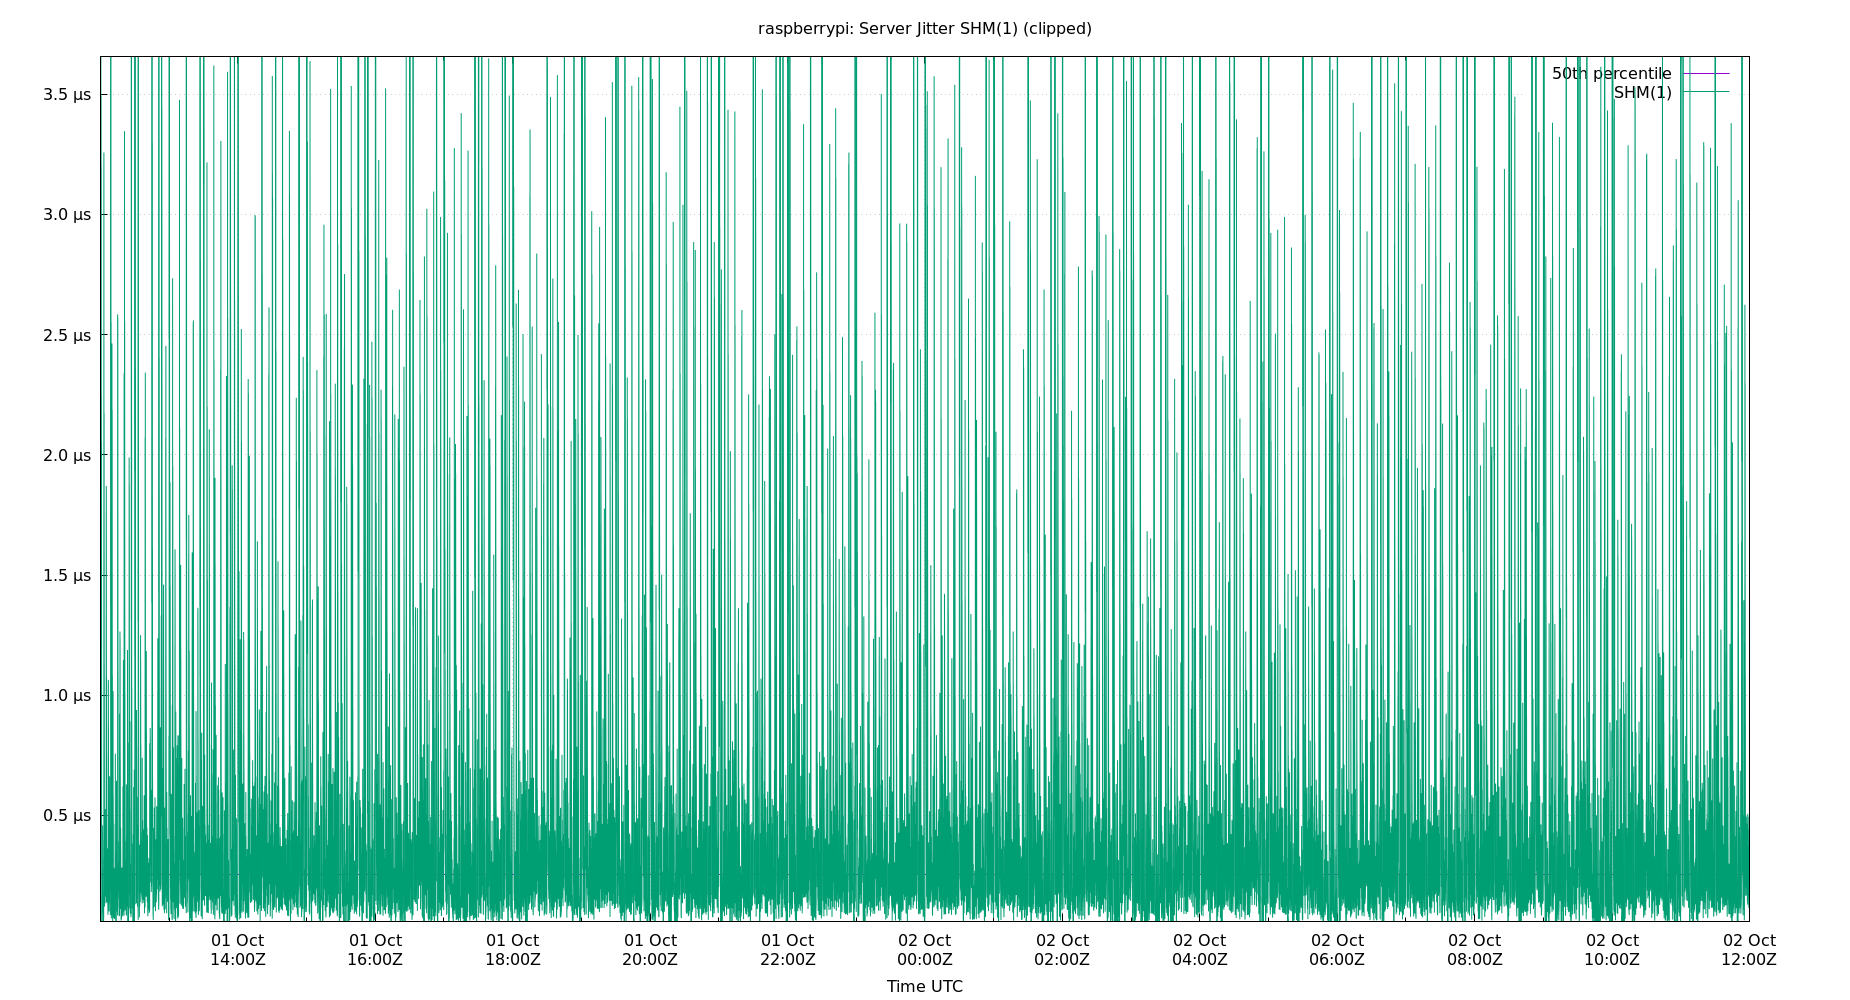 raspberrypi: Server Jitter SHM(1) (clipped)
50th percentile
SHM(1)
3.5 µs
3.0 µs
2.5 µs
2.0 µs
1.5 µs
1.0 µs
0.5 µs
01 Oct 01 Oct 01 Oct 01 Oct 01 Oct 02 Oct 02 Oct 02 Oct 02 Oct 02 Oct 02 Oct 02 Oct
14:00Z 16:00Z 18:00Z 20:00Z 22:00Z 00:00Z 02:00Z 04:00Z 06:00Z 08:00Z 10:00Z 12:00Z
Time UTC